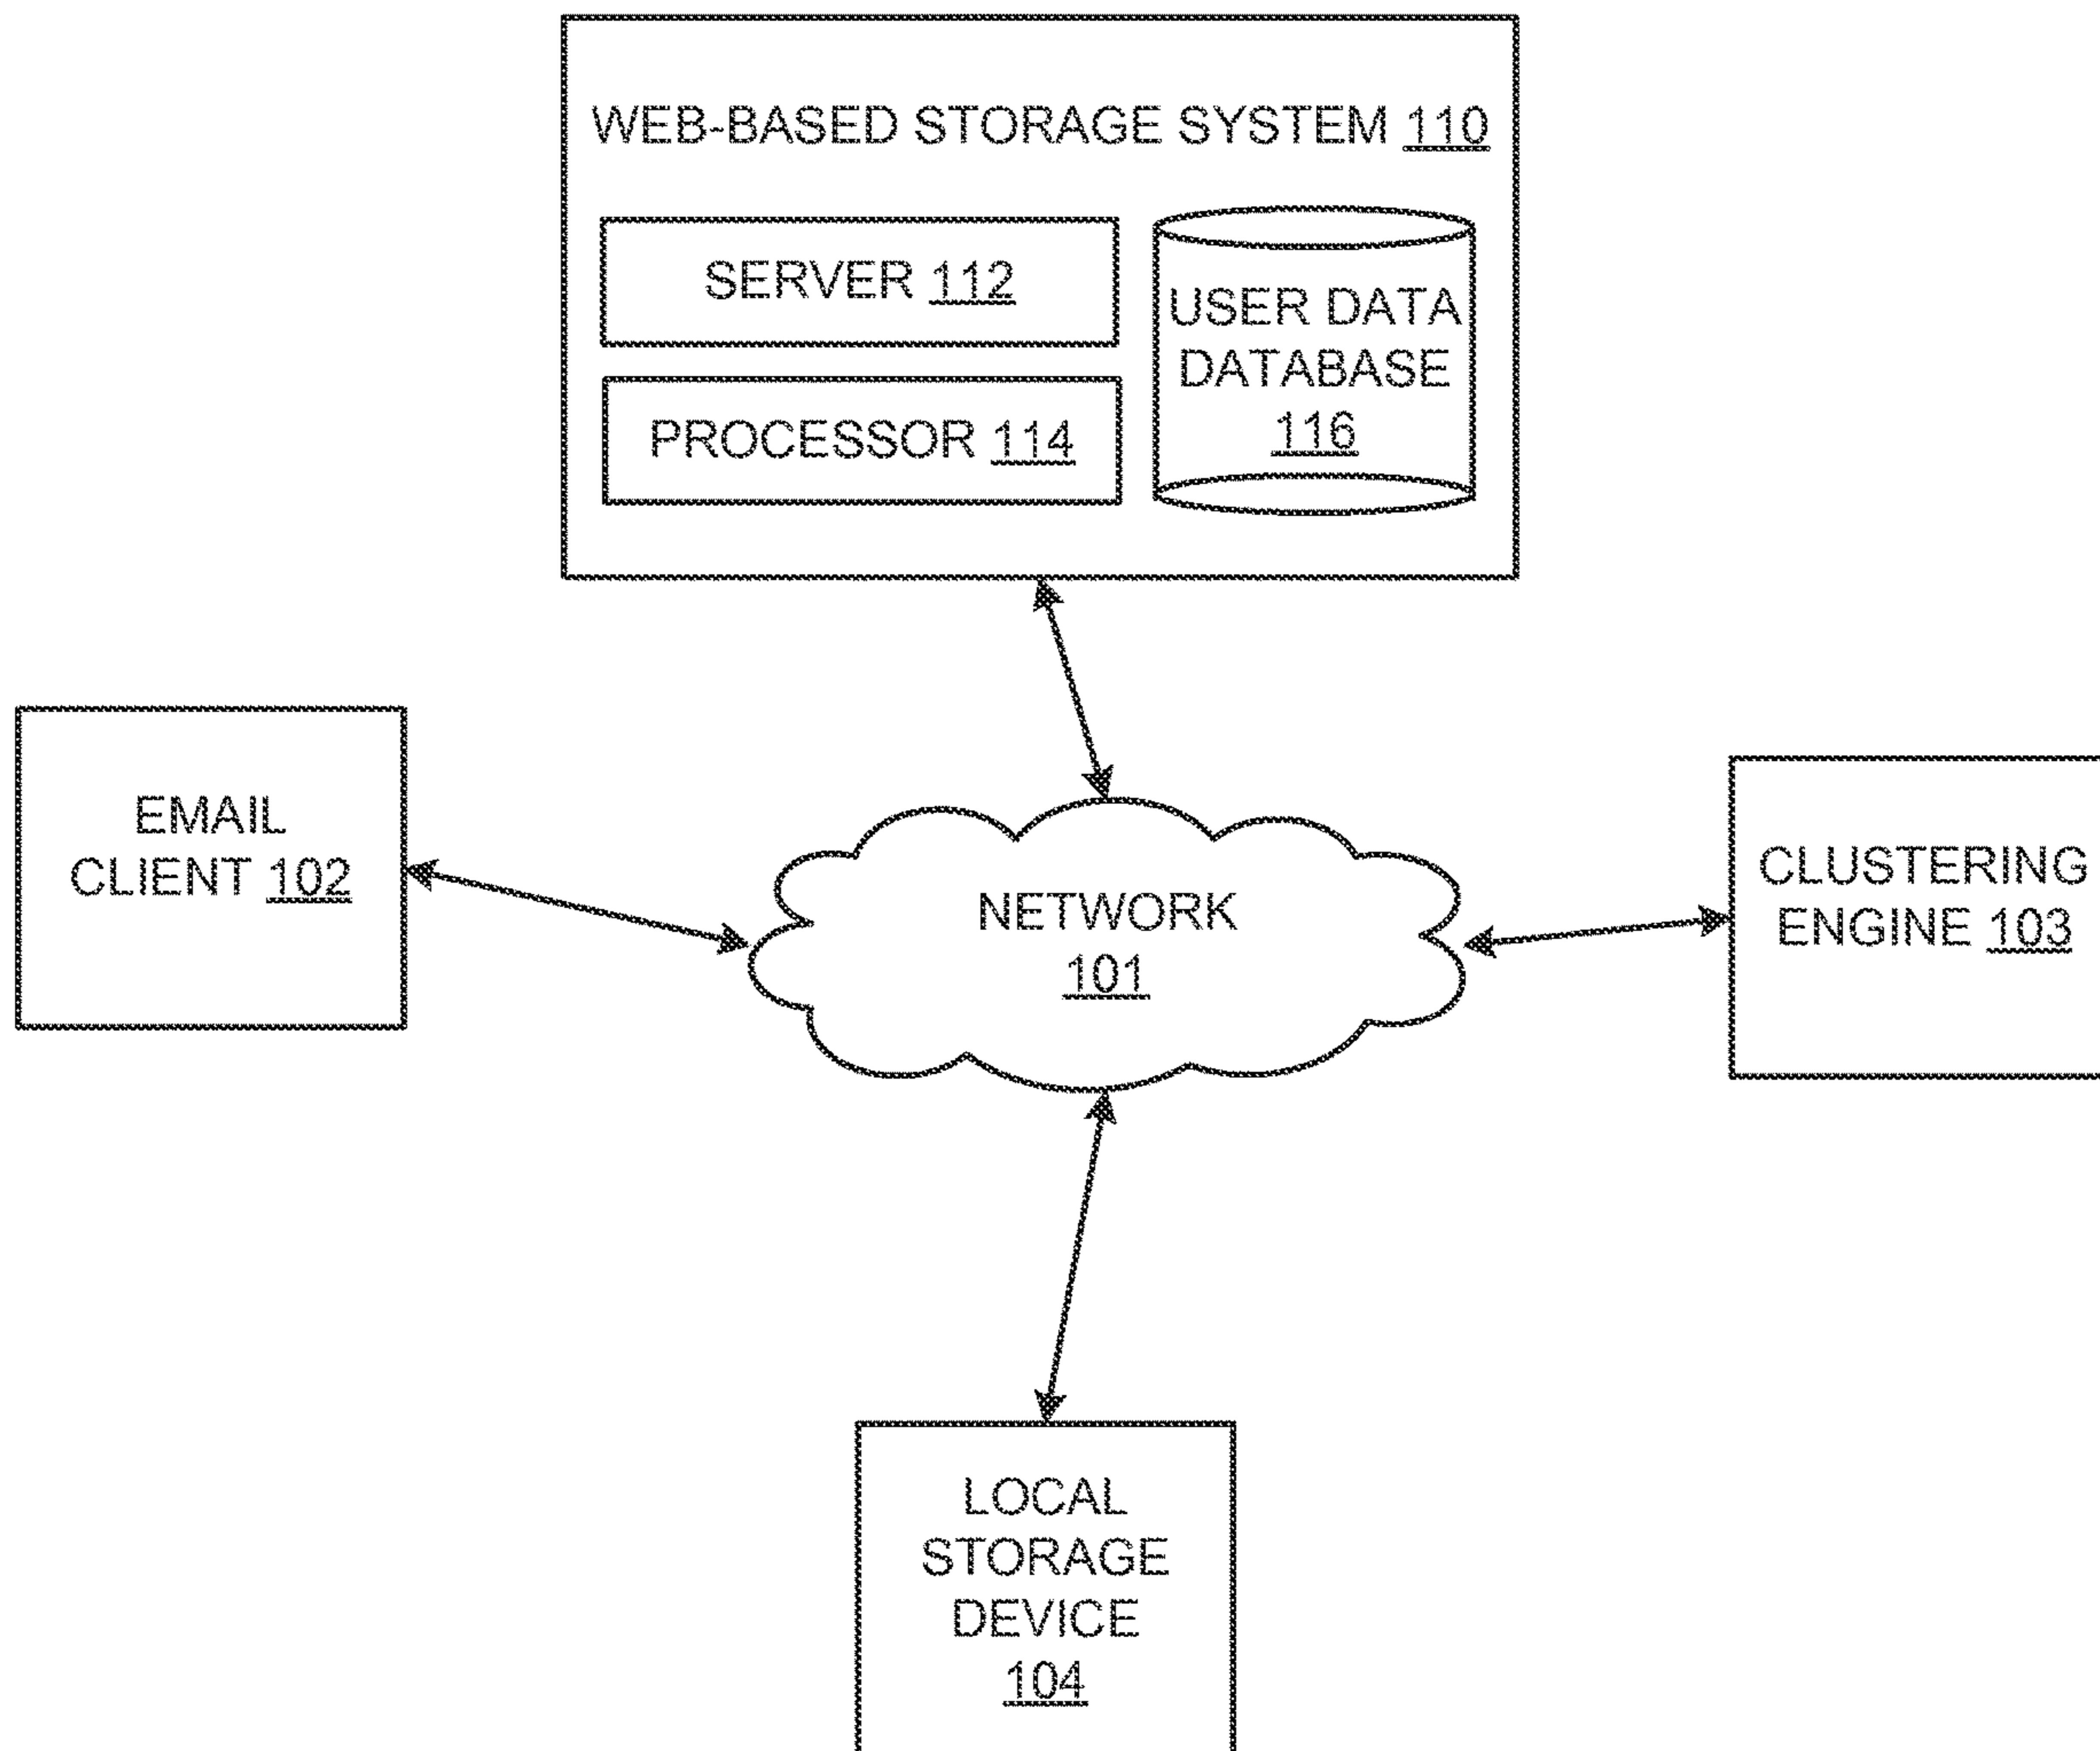 WEB-BASED STORAGE SYSTEM 110
SERVER 112
PROCESSOR 114
USER DATA
DATABASE
116
EMAIL
CLIENT 102
NETWORK
101
CLUSTERING
ENGINE 103
LOCAL
STORAGE
DEVICE
104